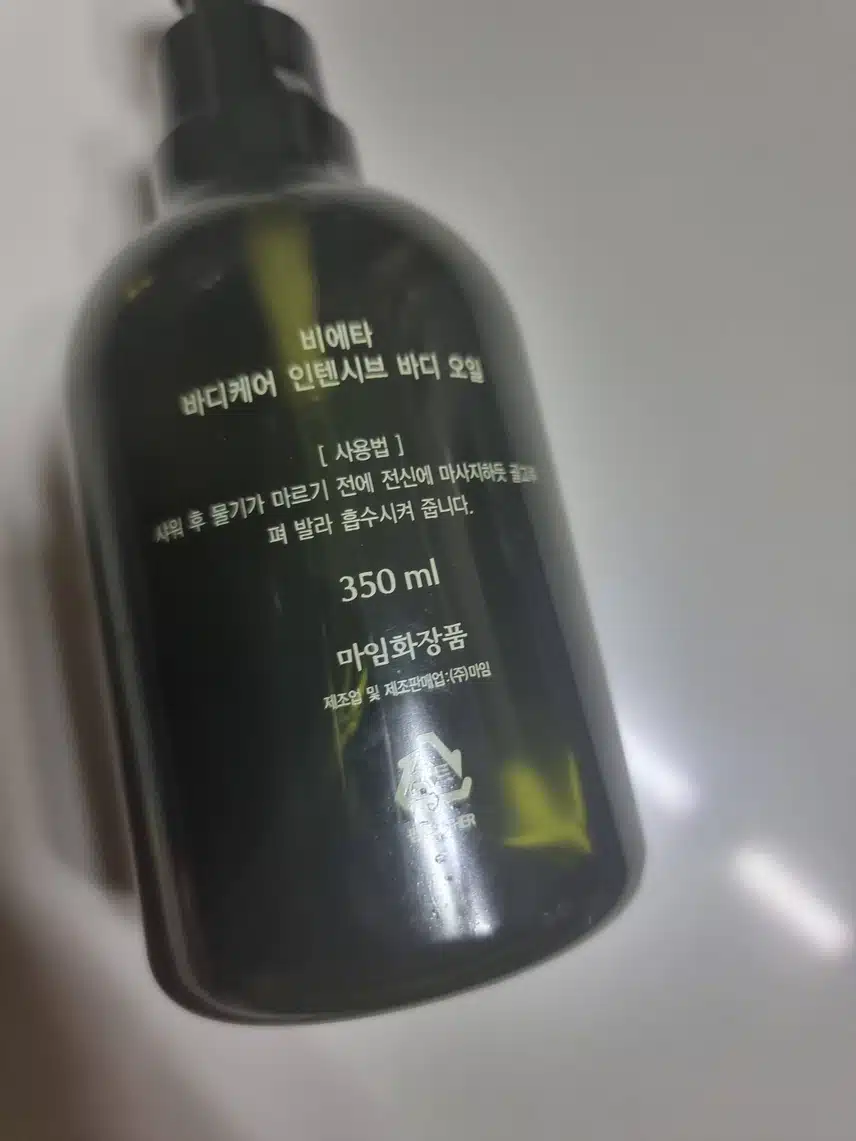 비에타
바디케어 인텐시브 바디 오일
[ 사용법 ]
샤워 후 물기가 마르기 전에 전신에 마사지하듯 골고루
펴 발라 흡수시켜 줍니다.
350 ml
마임화장품
제조업 및 제조판매업:(주)마임